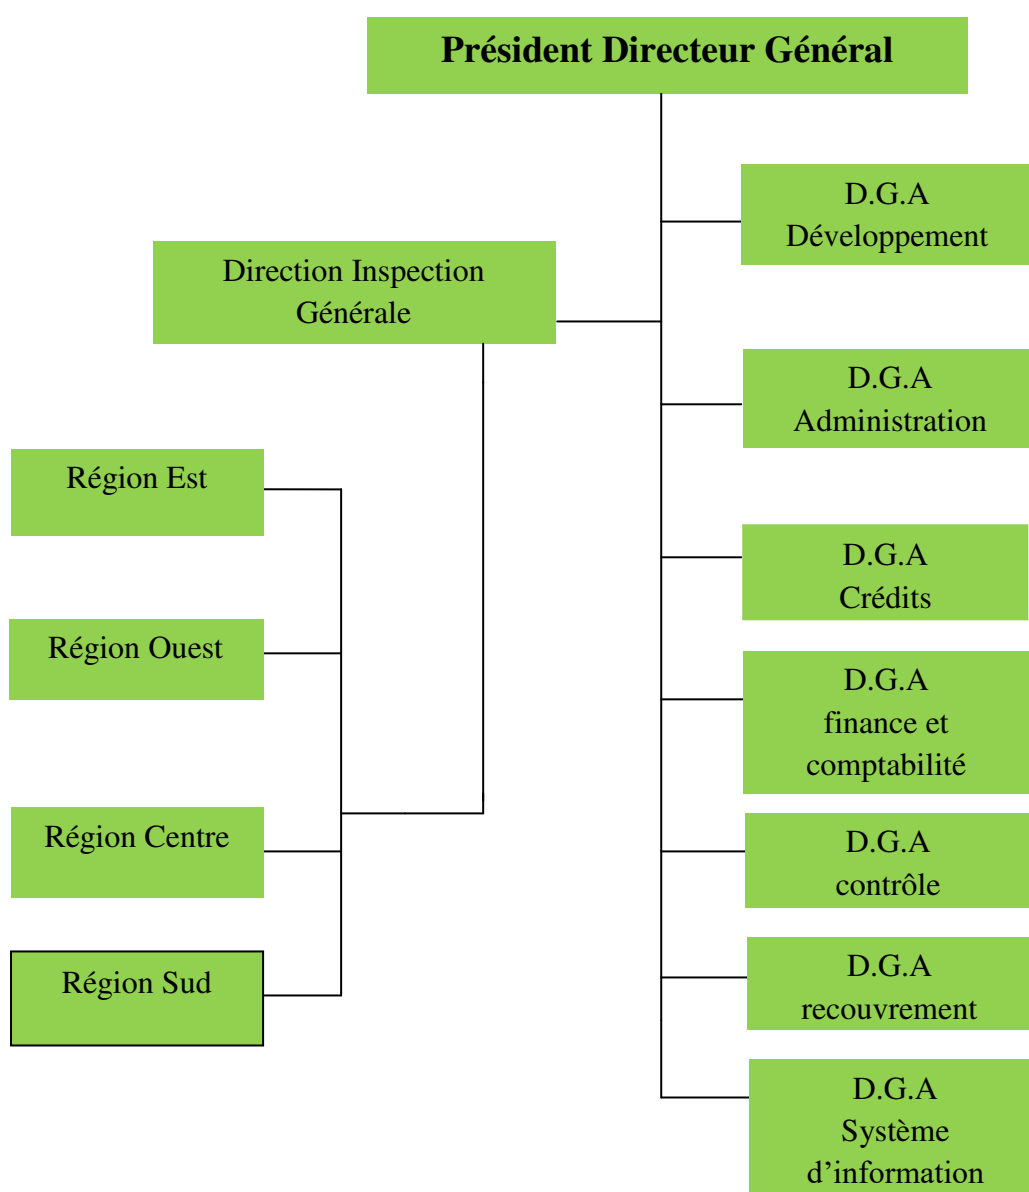 Président Directeur Général
D.G.A
Développement
Direction Inspection
Générale
D.G.A
Administration
Région Est
D.G.A
Crédits
Région Ouest
D.G.A
finance et
comptabilité
Région Centre
D.G.A
contrôle
Région Sud
D.G.A
recouvrement
D.G.A
Système
d’information